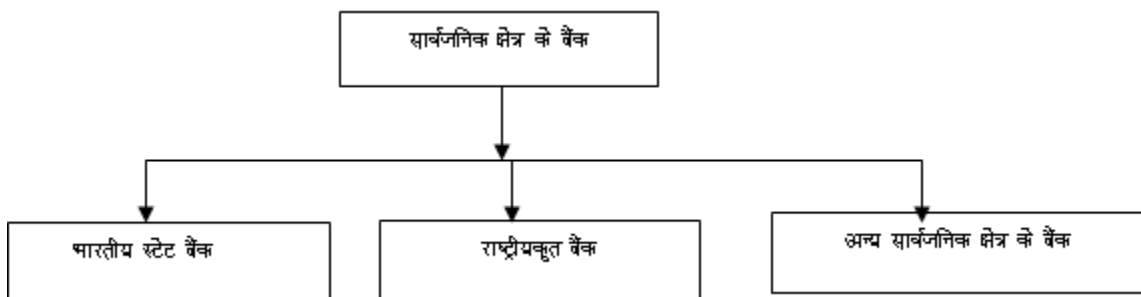 सार्वजनिक क्षेत्र के बैंक
भारतीय स्टेट बैंक
राष्ट्रीयकृत बैंक
अन्य सार्वजनिक क्षेत्र के बैंक